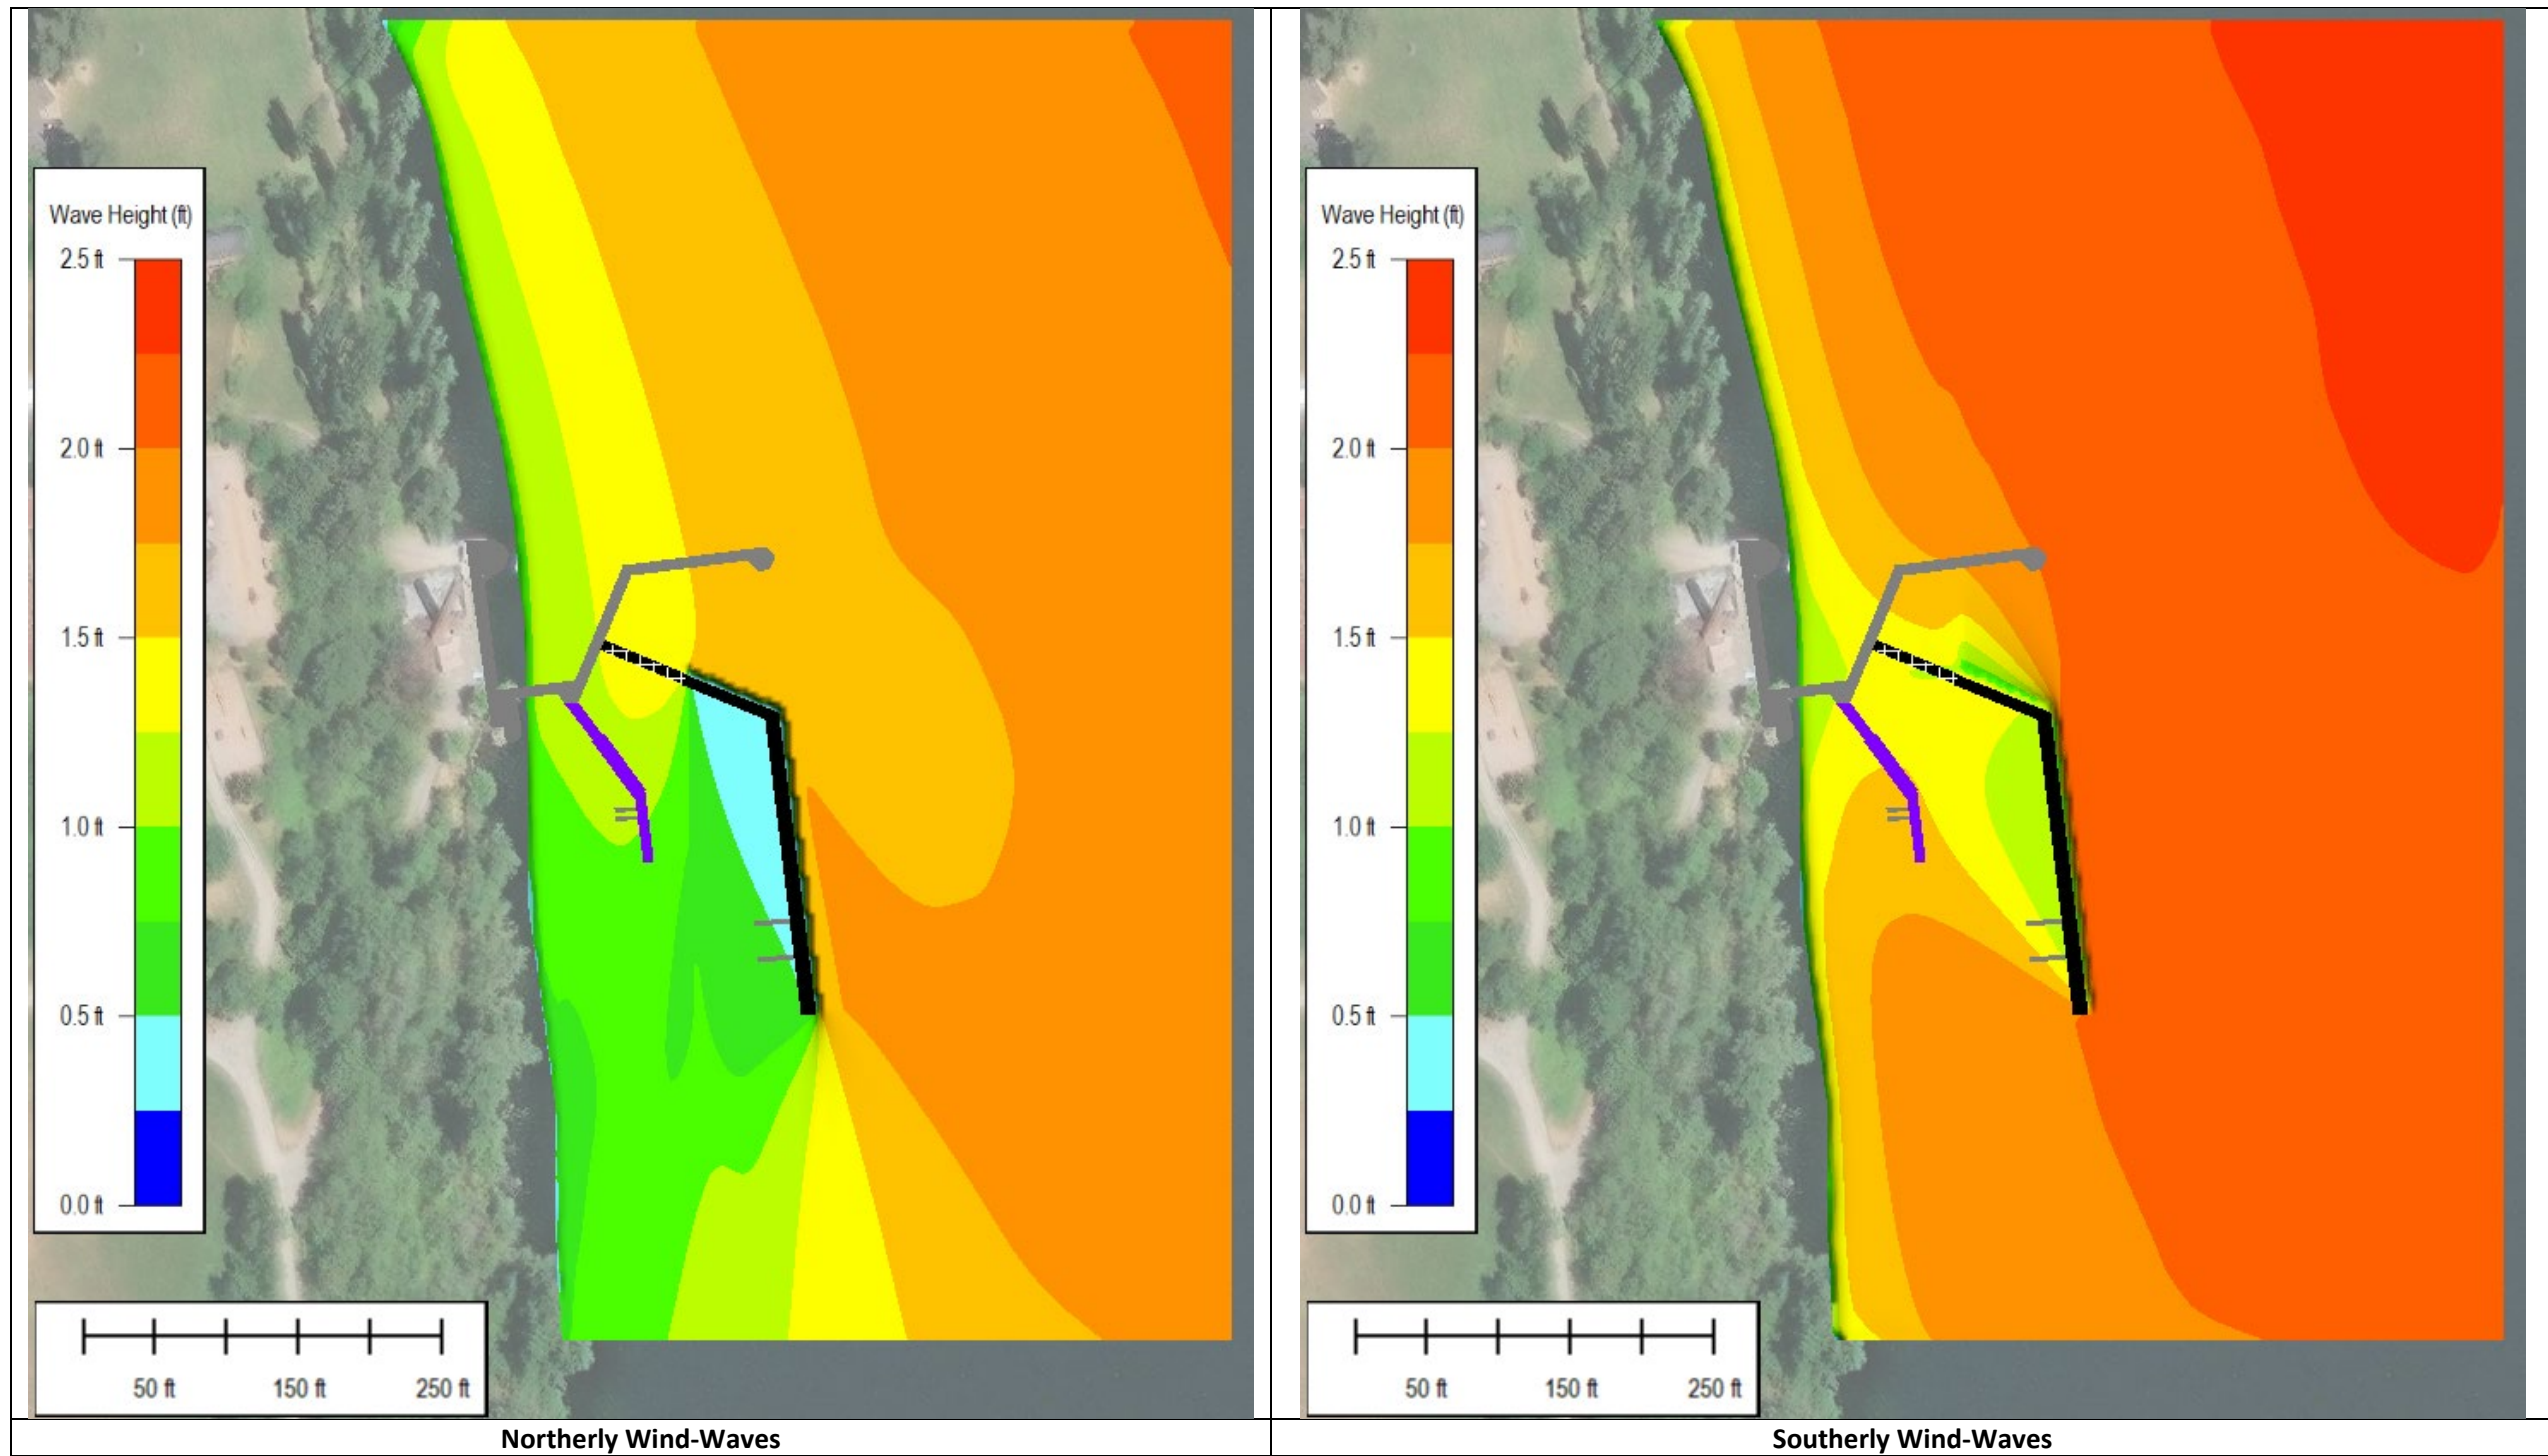 Wave Height (ft)
2.5 ft
2.0 ft
1.5 ft
1.0 ft
0.5 ft
0.0 ft
50 ft 150 ft 250 ft
Northerly Wind-Waves
Wave Height (ft)
2.5 ft
2.0 ft
1.5 ft
1.0 ft
0.5 ft
0.0 ft
50 ft 150 ft 250 ft
Southerly Wind-Waves